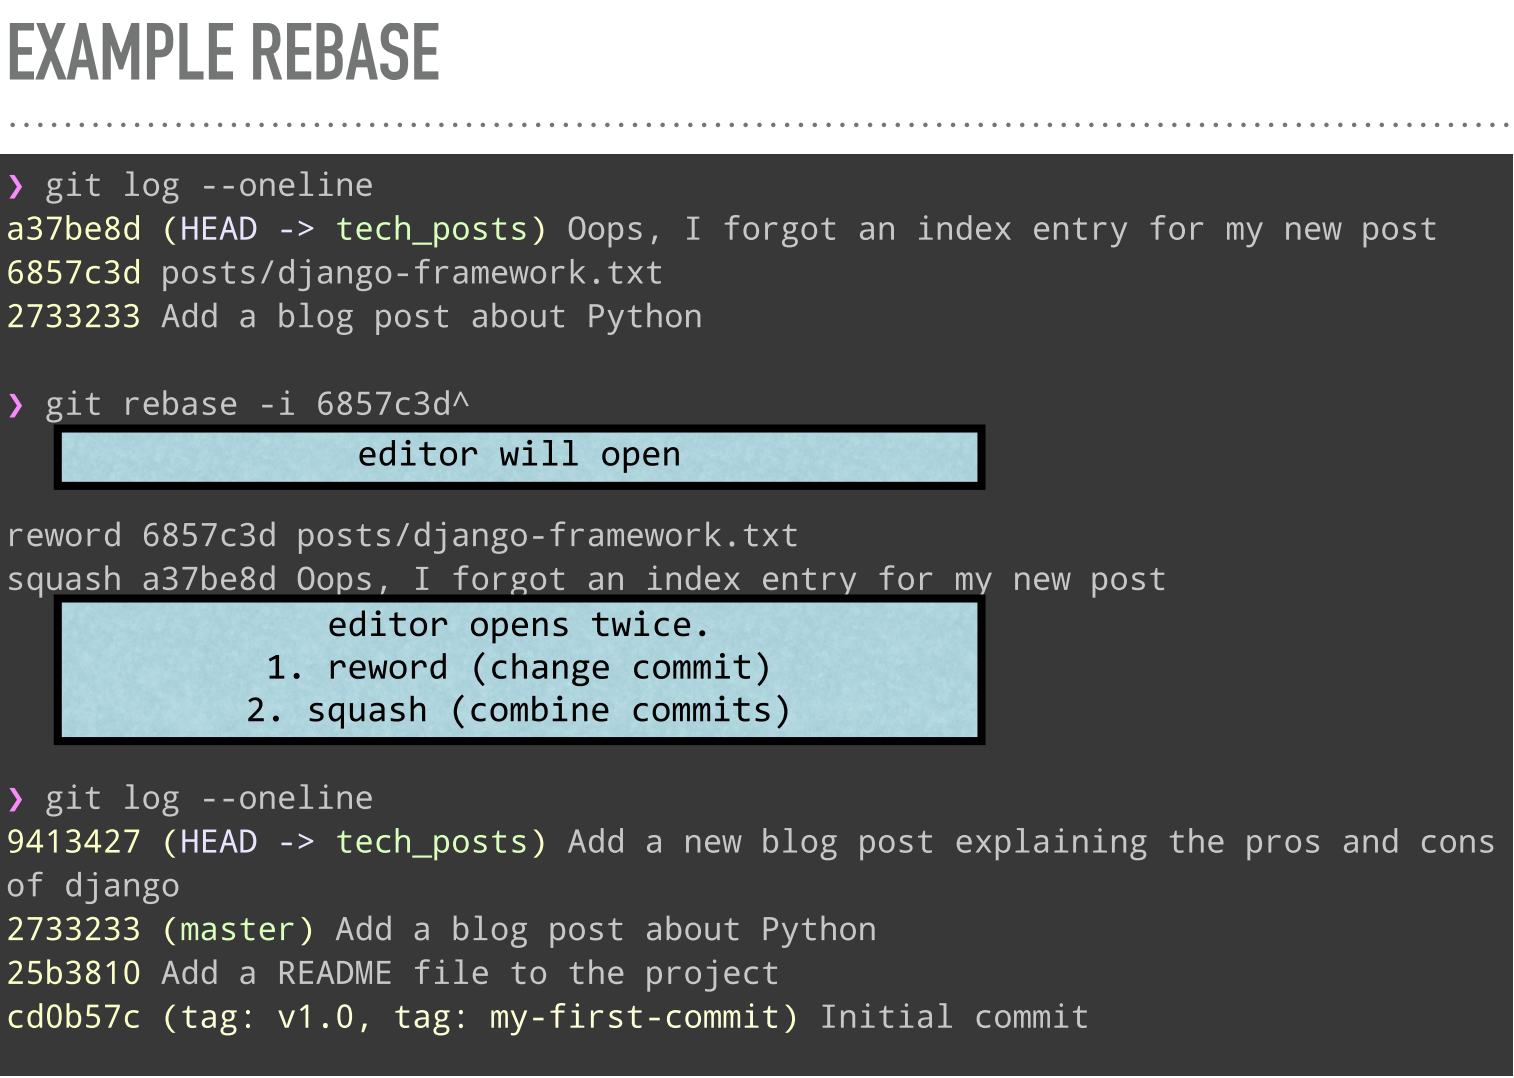 EXAMPLE REBASE
❯ git log --oneline
a37be8d (HEAD -> tech_posts) Oops, I forgot an index entry for my new post
6857c3d posts/django-framework.txt
2733233 Add a blog post about Python
❯ git rebase -i 6857c3d^
editor will open
reword 6857c3d posts/django-framework.txt
squash a37be8d Oops, I forgot an index entry for my new post
editor opens twice.
1. reword (change commit)
2. squash (combine commits)
❯ git log --oneline
9413427 (HEAD -> tech_posts) Add a new blog post explaining the pros and cons
of django
2733233 (master) Add a blog post about Python
25b3810 Add a README file to the project
cd0b57c (tag: v1.0, tag: my-first-commit) Initial commit